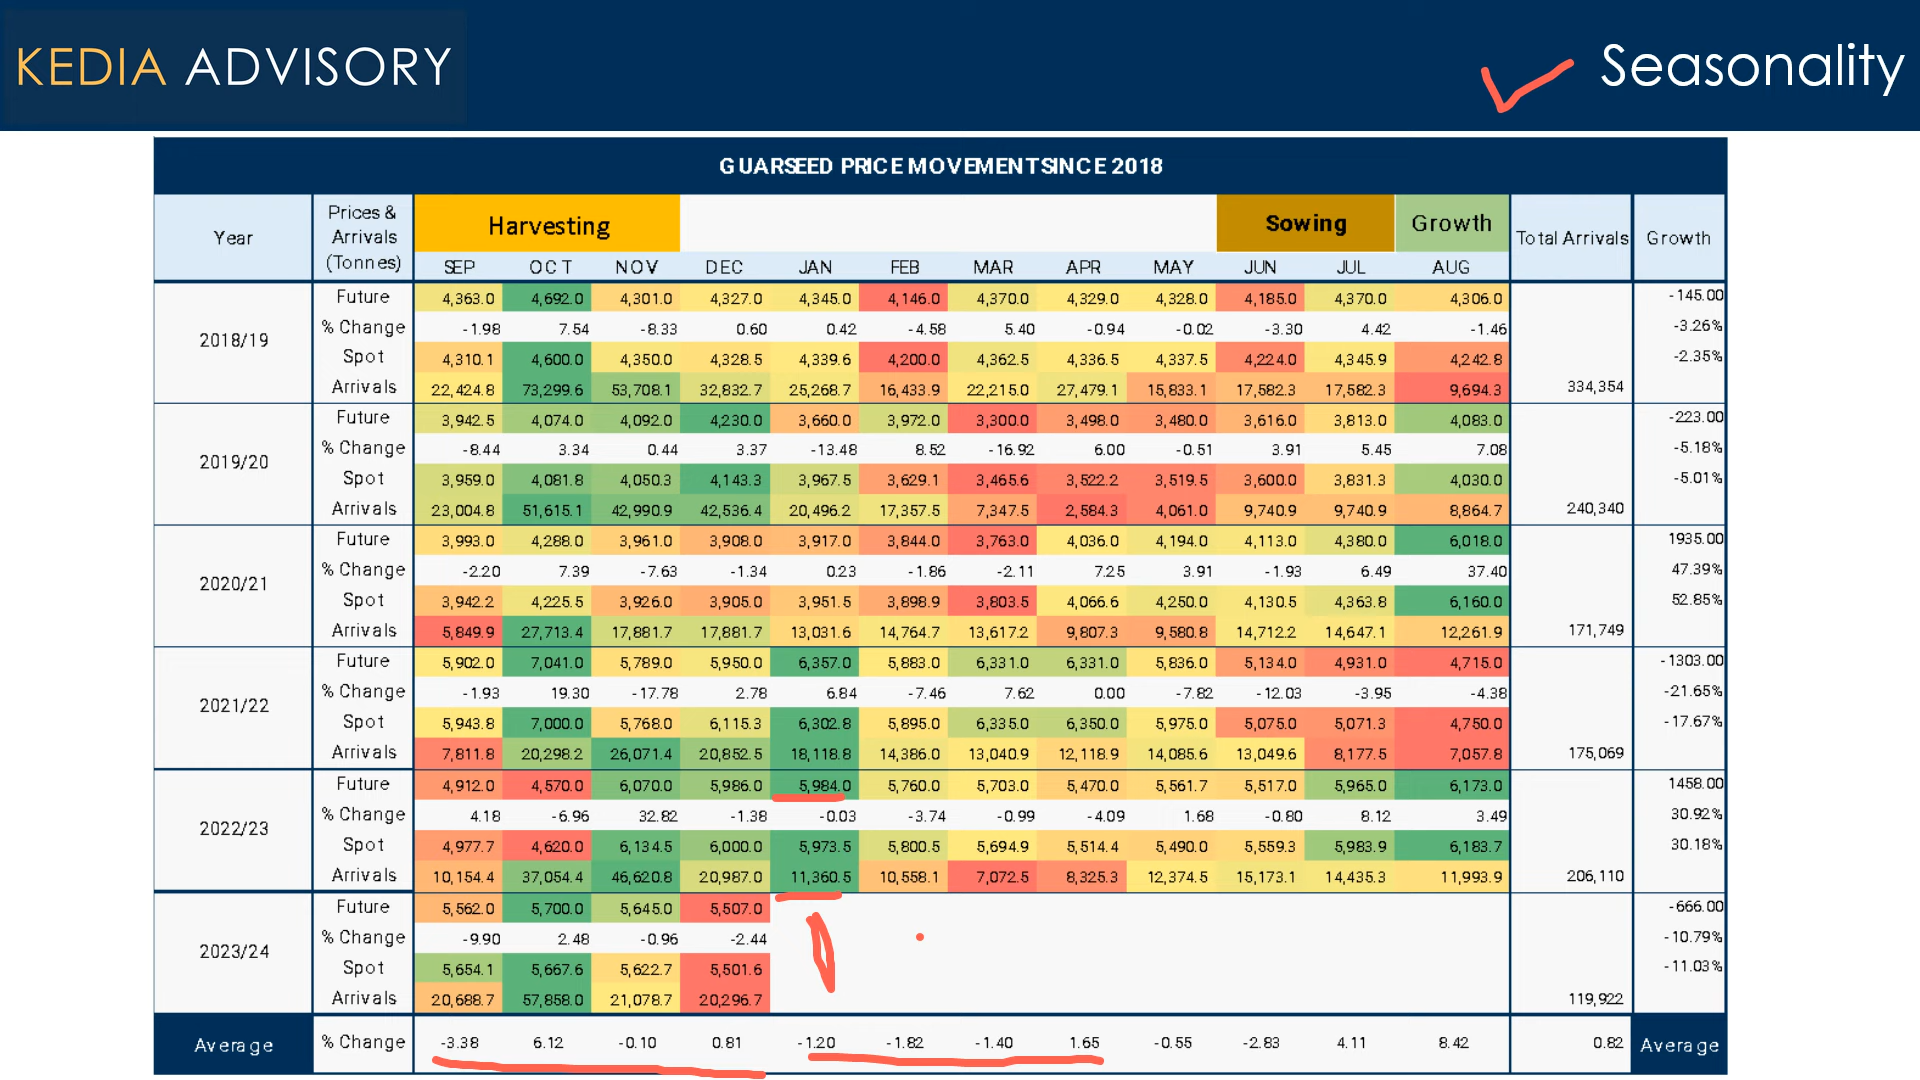 KEDIA ADVISORY
Seasonality
GUARSEED PRICE MOVEMENTSINCE 2018
Year Prices & Arrivals (Tonnes) Harvesting Sowing Growth Total Arrivals Growth
SEP OCT NOV DEC JAN FEB MAR APR MAY JUN JUL AUG
2018/19
Future 4,363.0 4,692.0 4,301.0 4,327.0 4,345.0 4,146.0 4,370.0 4,329.0 4,328.0 4,185.0 4,370.0 4,306.0 -145.00
% Change -1.98 7.54 -8.33 0.60 0.42 -4.58 5.40 -0.94 -0.02 -3.30 4.42 -1.46 -3.26%
Spot 4,310.1 4,600.0 4,350.0 4,328.5 4,339.6 4,200.0 4,362.5 4,336.5 4,337.5 4,224.0 4,345.9 4,242.8 -2.35%
Arrivals 22,424.8 73,299.6 53,708.1 32,832.7 25,268.7 16,433.9 22,215.0 27,479.1 15,833.1 17,582.3 17,582.3 9,694.3 334,354
2019/20
Future 3,942.5 4,074.0 4,092.0 4,230.0 3,660.0 3,972.0 3,300.0 3,498.0 3,480.0 3,616.0 3,813.0 4,083.0 -223.00
% Change -8.44 3.34 0.44 3.37 -13.48 8.52 -16.92 6.00 -0.51 3.91 5.45 7.08 -5.18%
Spot 3,959.0 4,081.8 4,050.3 4,143.3 3,967.5 3,629.1 3,465.6 3,522.2 3,519.5 3,600.0 3,831.3 4,030.0 -5.01%
Arrivals 23,004.8 51,615.1 42,990.9 42,536.4 20,496.2 17,357.5 7,347.5 2,584.3 4,061.0 9,740.9 9,740.9 8,864.7 240,340
2020/21
Future 3,993.0 4,288.0 3,961.0 3,908.0 3,917.0 3,844.0 3,763.0 4,036.0 4,194.0 4,113.0 4,380.0 6,018.0 1935.00
% Change -2.20 7.39 -7.63 -1.34 0.23 -1.86 -2.11 7.25 3.91 -1.93 6.49 37.40 47.39%
Spot 3,942.2 4,225.5 3,926.0 3,905.0 3,951.5 3,898.9 3,803.5 4,066.6 4,250.0 4,130.5 4,363.8 6,160.0 52.85%
Arrivals 5,849.9 27,713.4 17,881.7 17,881.7 13,031.6 14,764.7 13,617.2 9,807.3 9,580.8 14,712.2 14,647.1 12,261.9 171,749
2021/22
Future 5,902.0 7,041.0 5,789.0 5,950.0 6,357.0 5,883.0 6,331.0 6,331.0 5,836.0 5,134.0 4,931.0 4,715.0 -1303.00
% Change -1.93 19.30 -17.78 2.78 6.84 -7.46 7.62 0.00 -7.82 -12.03 -3.95 -4.38 -21.65%
Spot 5,943.8 7,000.0 5,768.0 6,115.3 6,302.8 5,895.0 6,335.0 6,350.0 5,975.0 5,075.0 5,071.3 4,750.0 -17.67%
Arrivals 7,811.8 20,298.2 26,071.4 20,852.5 18,118.8 14,386.0 13,040.9 12,118.9 14,085.6 13,049.6 8,177.5 7,057.8 175,069
2022/23
Future 4,912.0 4,570.0 6,070.0 5,986.0 5,984.0 5,760.0 5,703.0 5,470.0 5,561.7 5,517.0 5,965.0 6,173.0 1458.00
% Change 4.18 -6.96 32.82 -1.38 -0.03 -3.74 -0.99 -4.09 1.68 -0.80 8.12 3.49 30.92%
Spot 4,977.7 4,620.0 6,134.5 6,000.0 5,973.5 5,800.5 5,694.9 5,514.4 5,490.0 5,559.3 5,983.9 6,183.7 30.18%
Arrivals 10,154.4 37,054.4 46,620.8 20,987.0 11,360.5 10,558.1 7,072.5 8,325.3 12,374.5 15,173.1 14,435.3 11,993.9 206,110
2023/24
Future 5,562.0 5,700.0 5,645.0 5,507.0 -666.00
% Change -9.90 2.48 -0.96 -2.44 -10.79%
Spot 5,654.1 5,667.6 5,622.7 5,501.6 -11.03%
Arrivals 20,688.7 57,858.0 21,078.7 20,296.7 119,922
Average % Change -3.38 6.12 -0.10 0.81 -1.20 -1.82 -1.40 1.65 -0.55 -2.83 4.11 8.42 0.82 Average